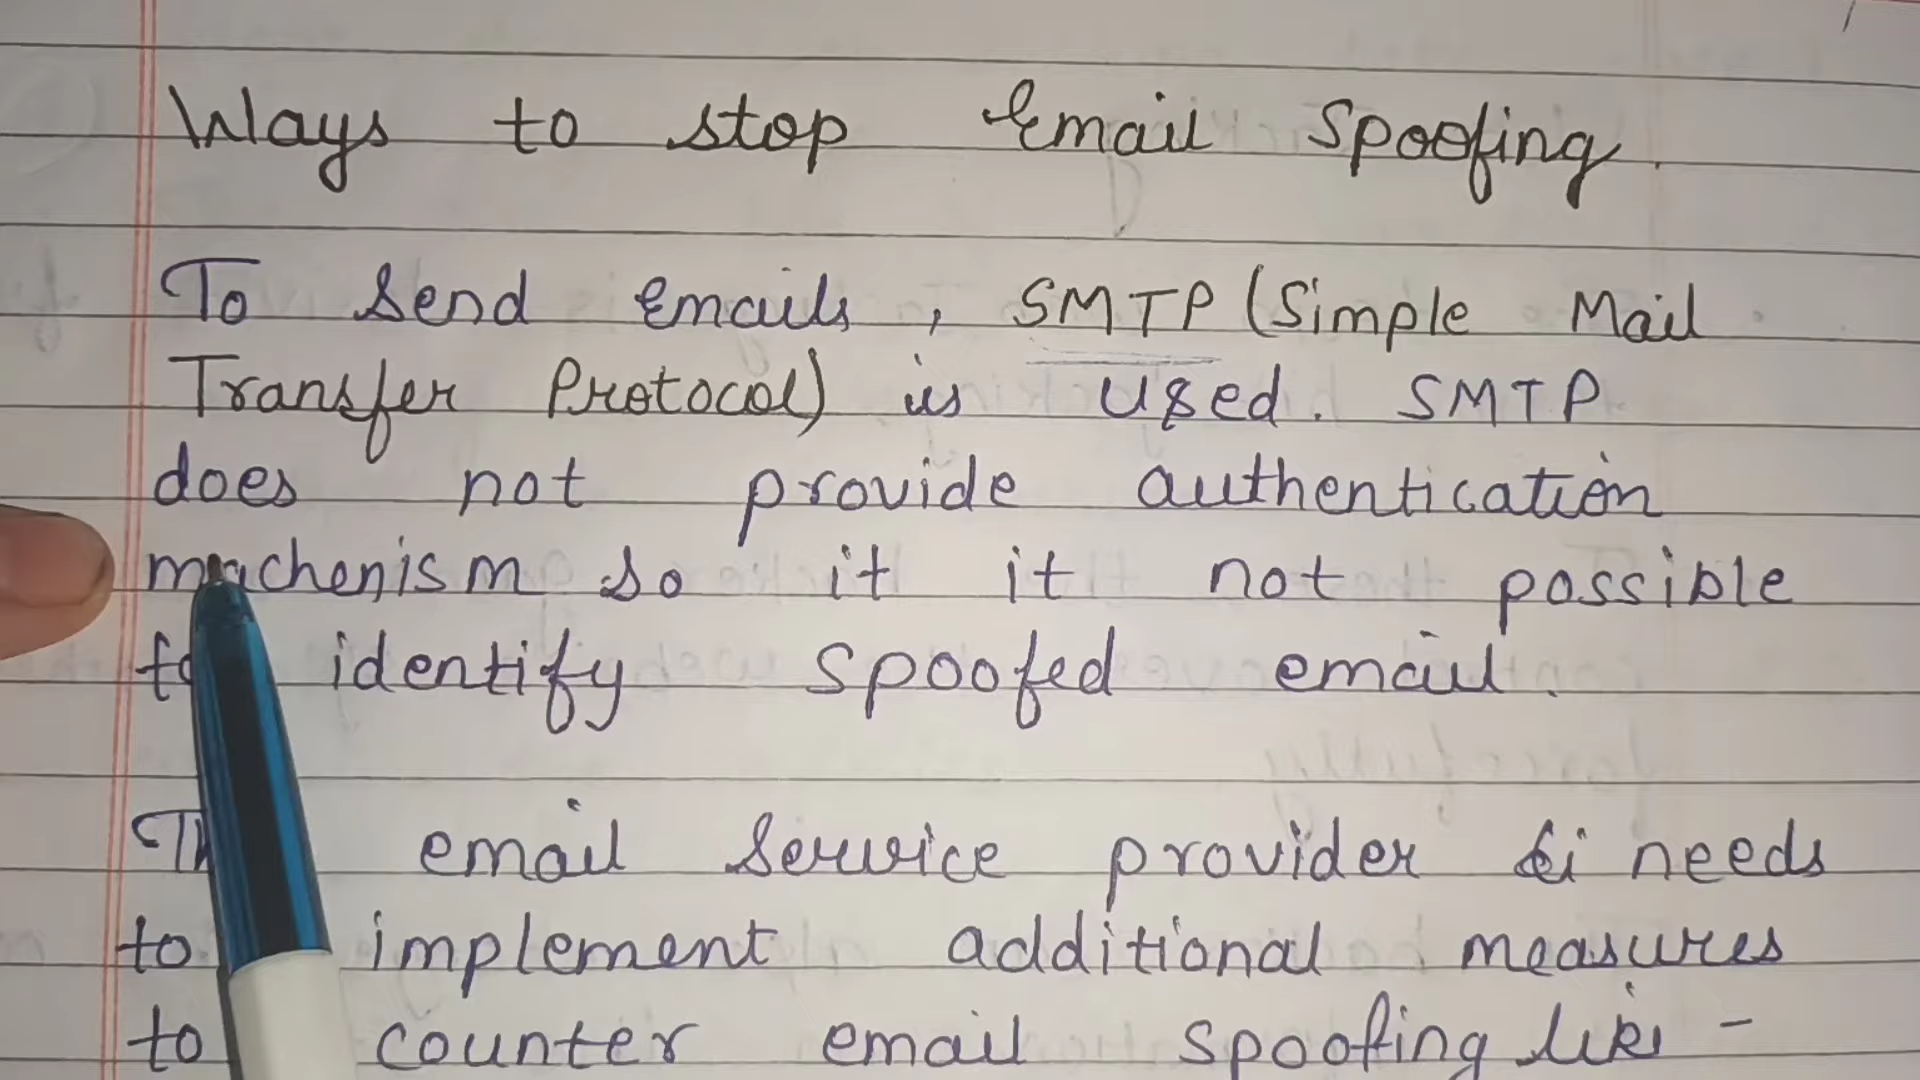 Ways to stop Email Spoofing.
To Send Emails, SMTP (Simple Mail
Transfer Protocol) is used. SMTP
does not provide authentication
machenism so it it not possible
to identify spoofed email.
email service provider needs
to implement additional measures
to counter email spoofing like -